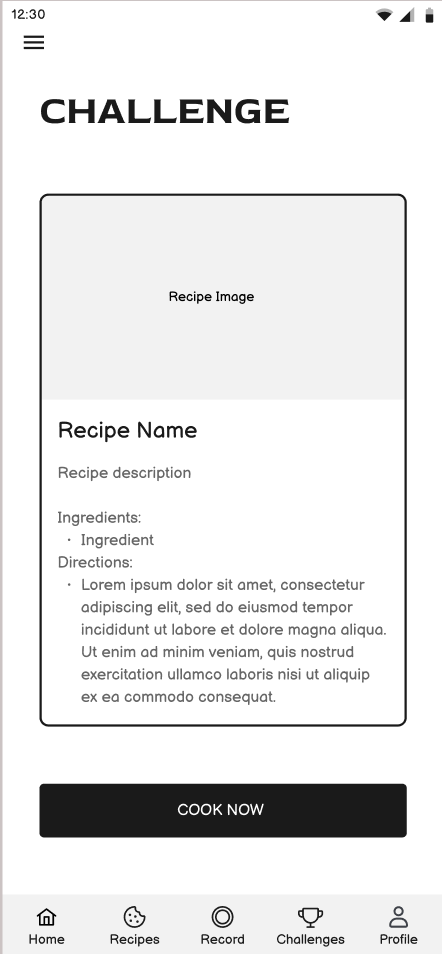 12:30
CHALLENGE
Recipe Image
Recipe Name
Recipe description
Ingredients:
· Ingredient
Directions:
· Lorem ipsum dolor sit amet, consectetur
adipiscing elit, sed do eiusmod tempor
incididunt ut labore et dolore magna aliqua.
Ut enim ad minim veniam, quis nostrud
exercitation ullamco laboris nisi ut aliquip
ex ea commodo consequat.
COOK NOW
Home Recipes Record Challenges Profile